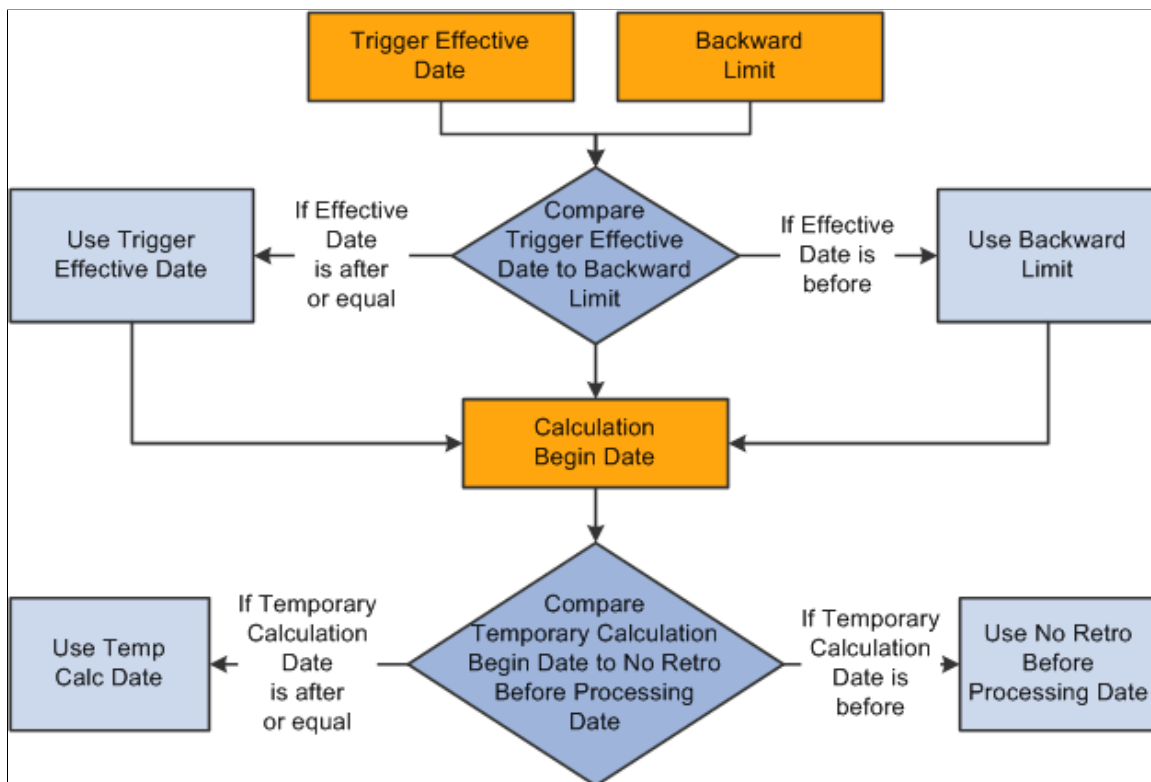 Trigger Effective
Date
Backward
Limit
Use Trigger
Effective Date
If Effective
Date
is after
or equal
Compare
Trigger Effective
Date to Backward
Limit
If Effective
Date is
before
Use Backward
Limit
Calculation
Begin Date
Use Temp
Calc Date
If Temporary
Calculation
Date
is after
or equal
Compare
Temporary Calculation
Begin Date to No Retro
Before Processing
Date
If Temporary
Calculation
Date is
before
Use No Retro
Before
Processing Date